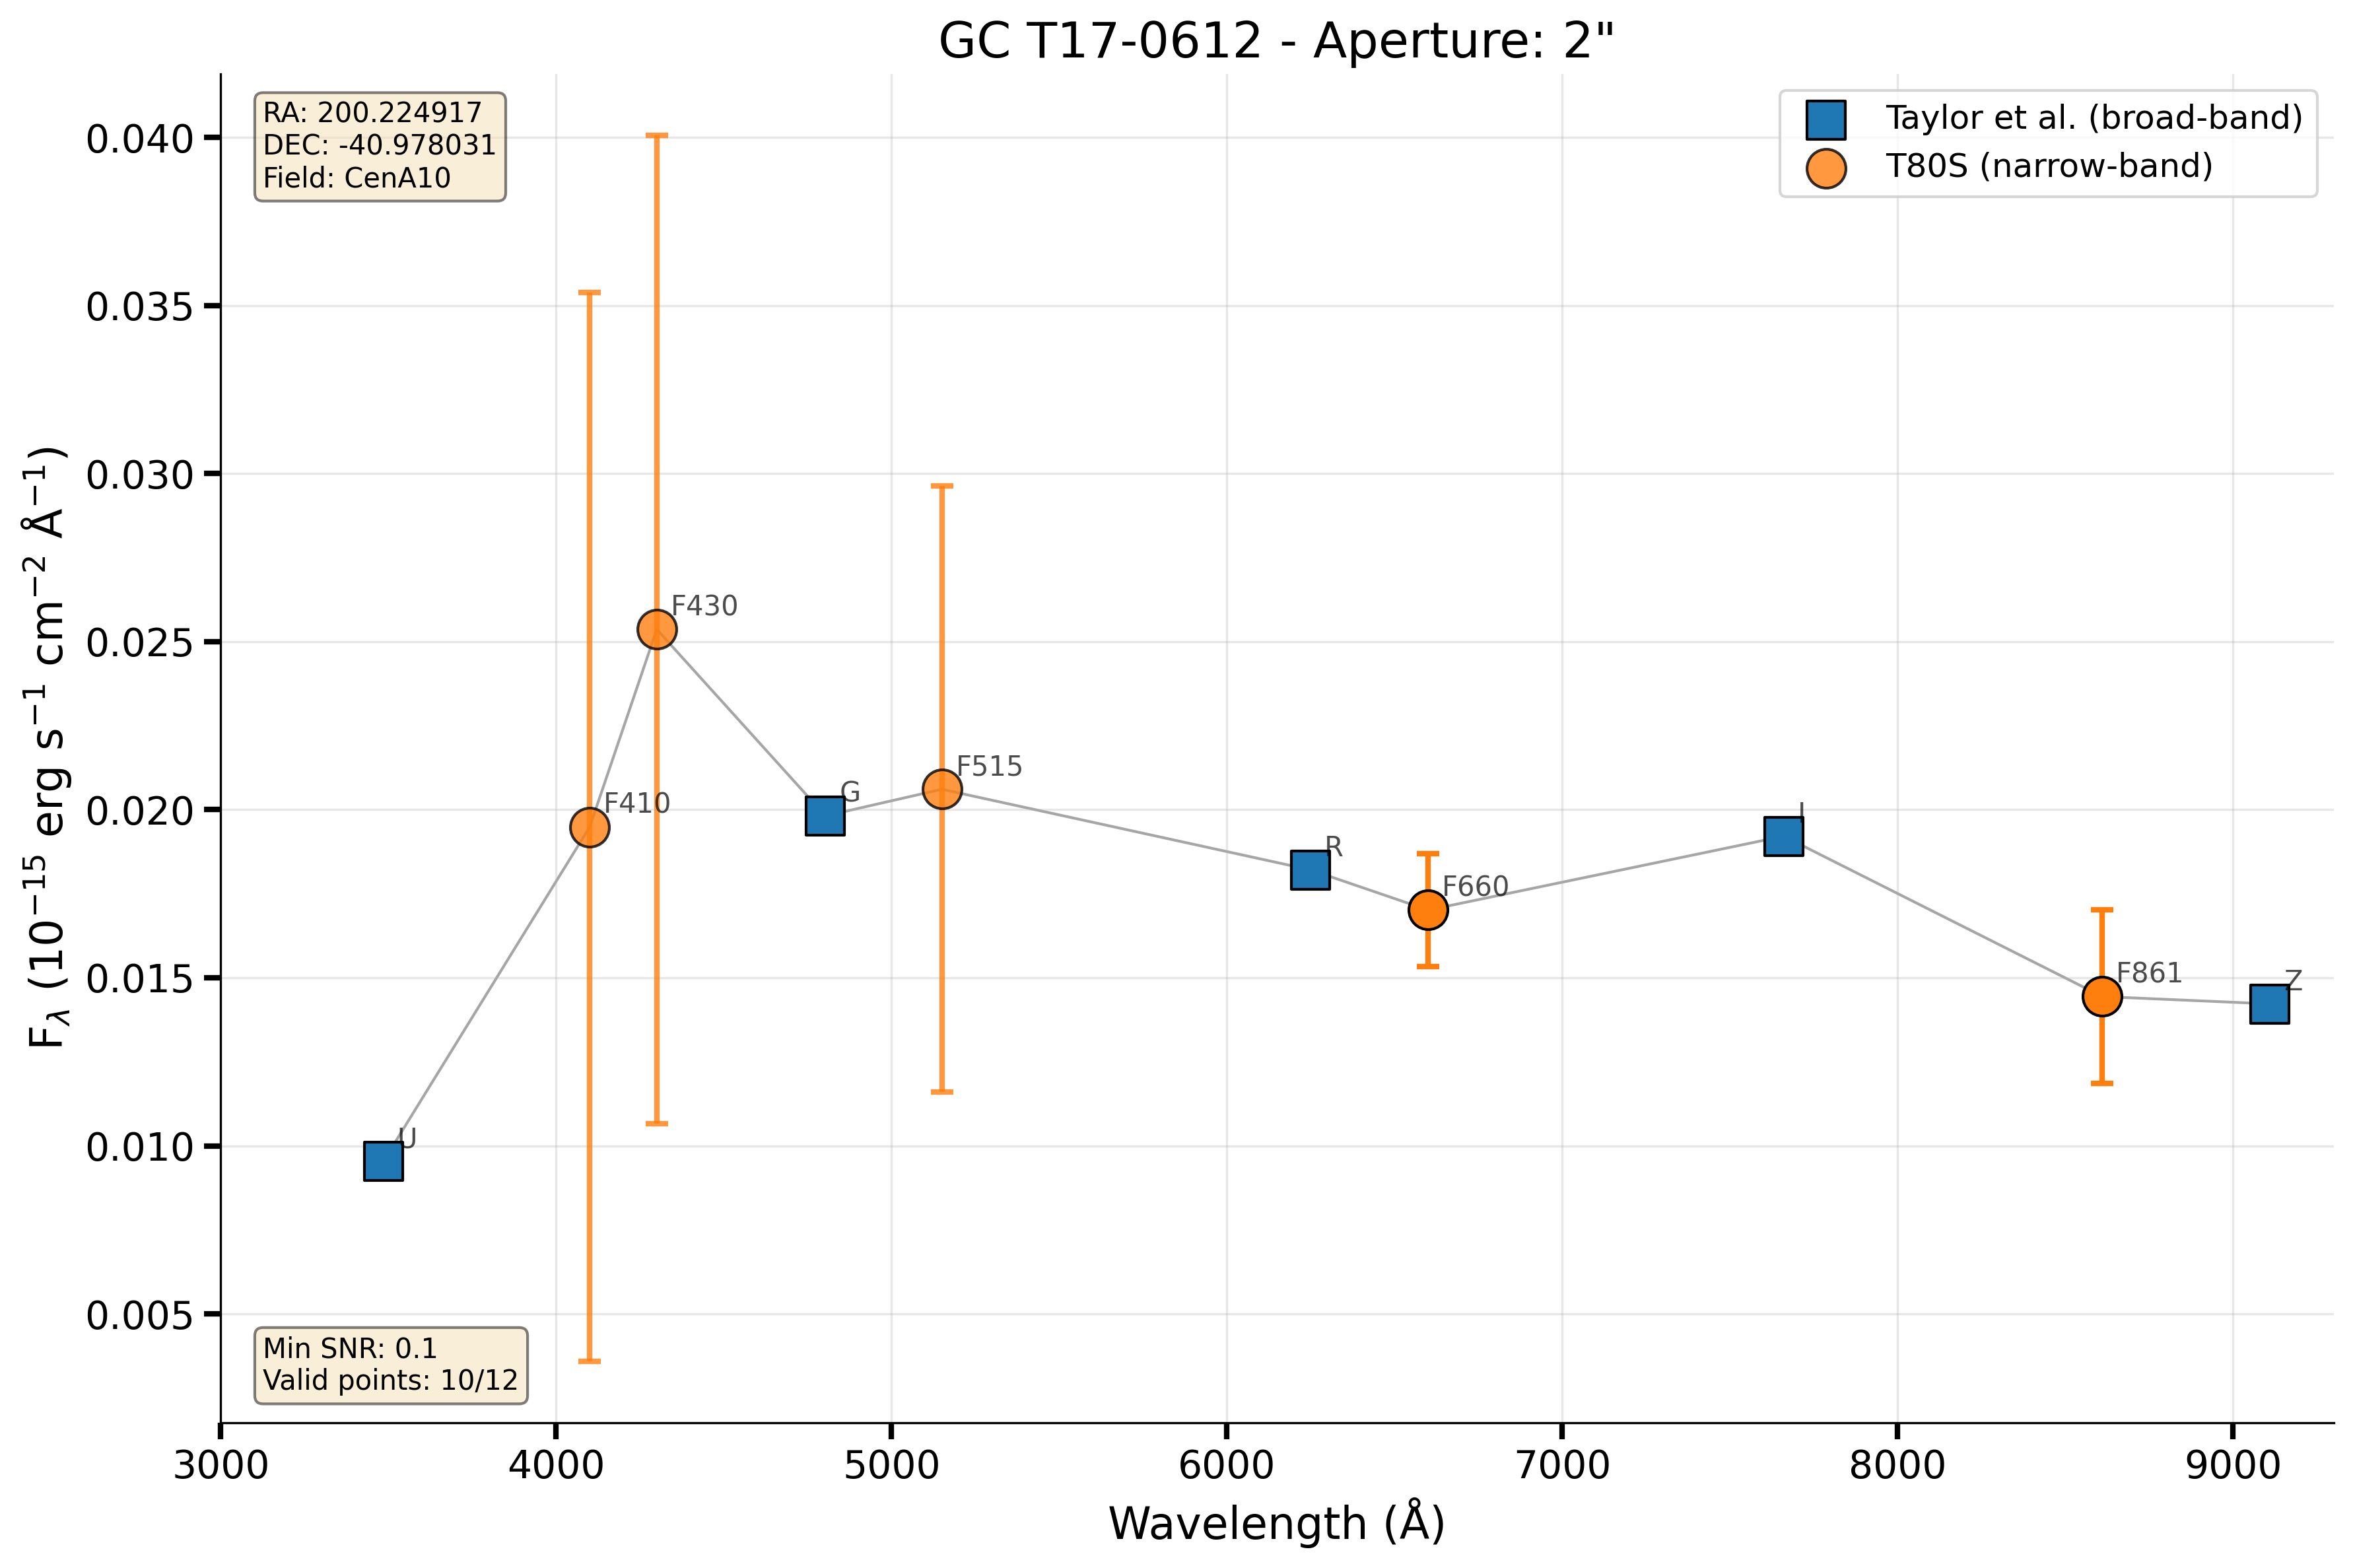 GC T17-0612 - Aperture: 2"
RA: 200.224917
DEC: -40.978031
Field: CenA10
Taylor et al. (broad-band)
T80S (narrow-band)
0.040
0.035
0.030
0.025
0.020
0.015
0.010
0.005
F_λ (10⁻¹⁵ erg s⁻¹ cm⁻² Å⁻¹)
U
F410
F430
G
F515
R
F660
I
F861
Z
Min SNR: 0.1
Valid points: 10/12
3000 4000 5000 6000 7000 8000 9000
Wavelength (Å)